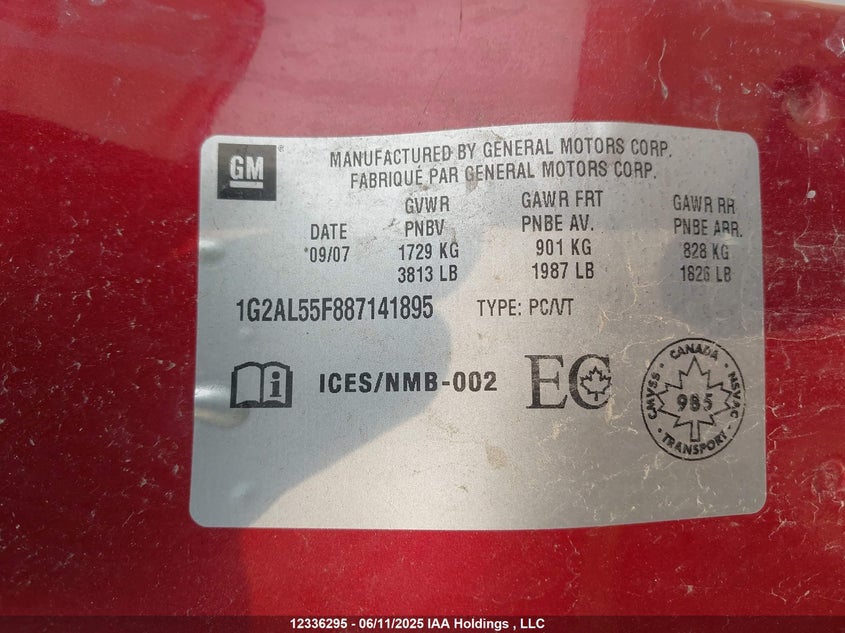 GM
MANUFACTURED BY GENERAL MOTORS CORP.
FABRIQUÉ PAR GENERAL MOTORS CORP.
DATE
09/07
GVWR
PNBV
1729 KG
3813 LB
GAWR FRT
PNBE AV.
901 KG
1987 LB
GAWR RR
PNBE ARR.
828 KG
1826 LB
1G2AL55F887141895 TYPE: PC/VT
ICES/NMB-002
EC
CANADA
CMVSS
NSVAC
985
TRANSPORT
12336295 - 06/11/2025 IAA Holdings , LLC